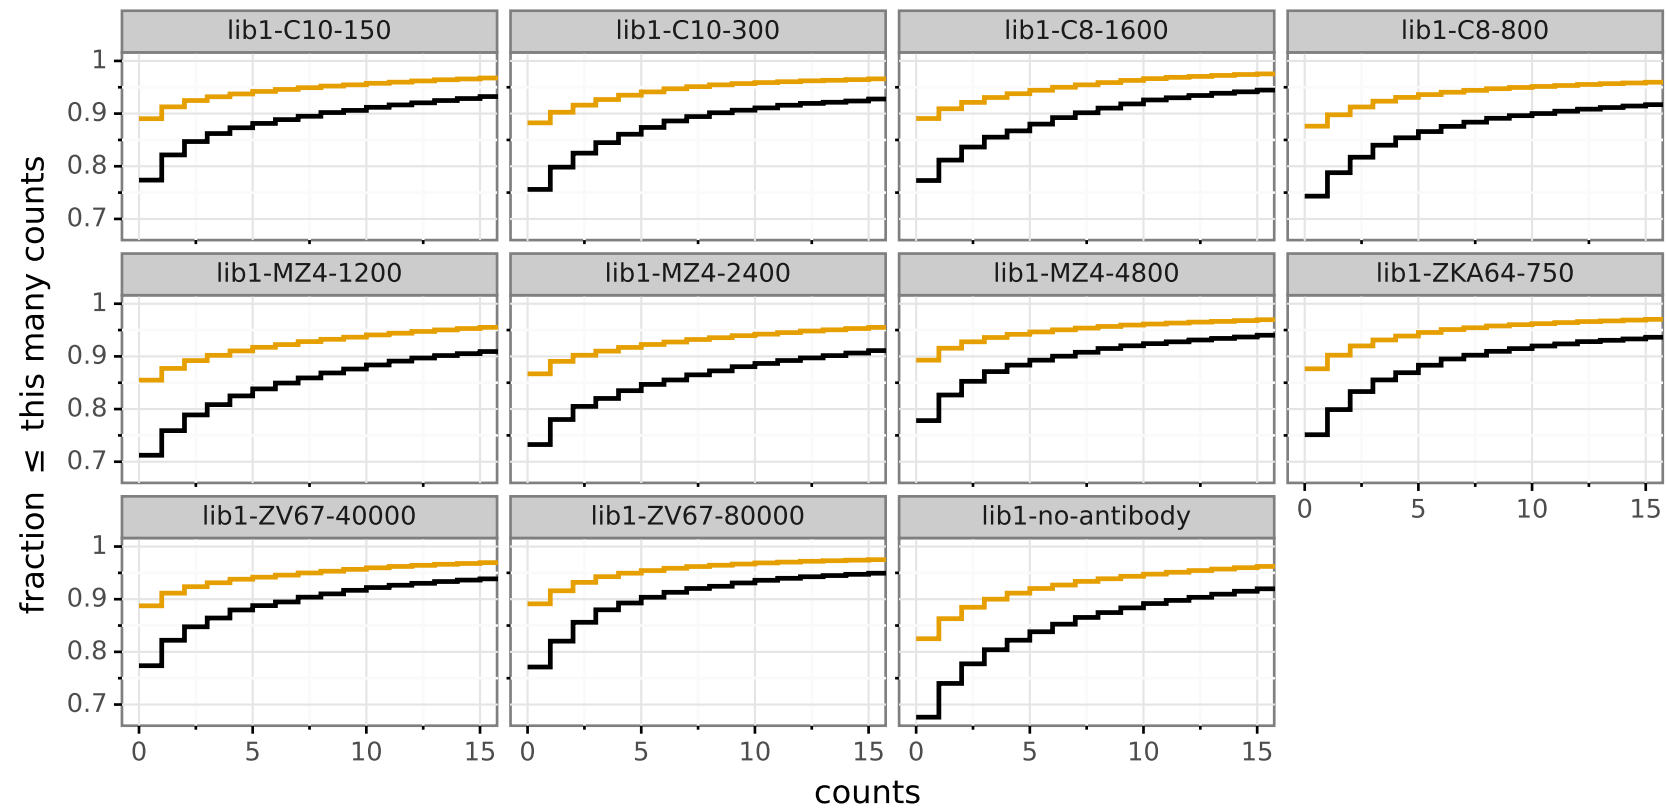 lib1-C10-150
lib1-C10-300
lib1-C8-1600
lib1-C8-800
1
0.9
0.8
0.7
lib1-MZ4-1200
lib1-MZ4-2400
lib1-MZ4-4800
lib1-ZKA64-750
1
0.9
0.8
0.7
0 5 10 15
lib1-ZV67-40000
lib1-ZV67-80000
lib1-no-antibody
1
0.9
0.8
0.7
0 5 10 15
0 5 10 15
0 5 10 15
counts
fraction ≤ this many counts